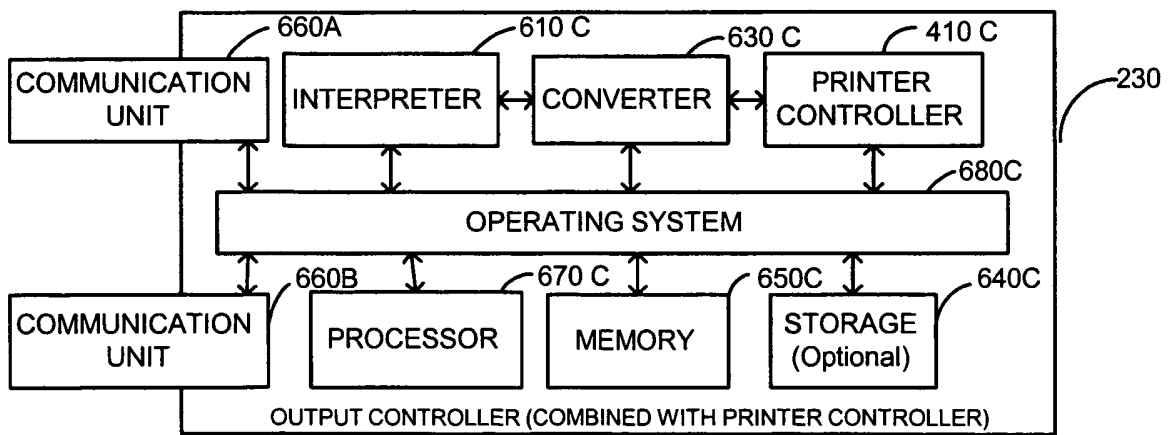 660A
610 C
630 C
410 C
COMMUNICATION
UNIT
INTERPRETER
CONVERTER
PRINTER
CONTROLLER
230
680C
OPERATING SYSTEM
660B
670 C
650C
640C
COMMUNICATION
UNIT
PROCESSOR
MEMORY
STORAGE
(Optional)
OUTPUT CONTROLLER (COMBINED WITH PRINTER CONTROLLER)